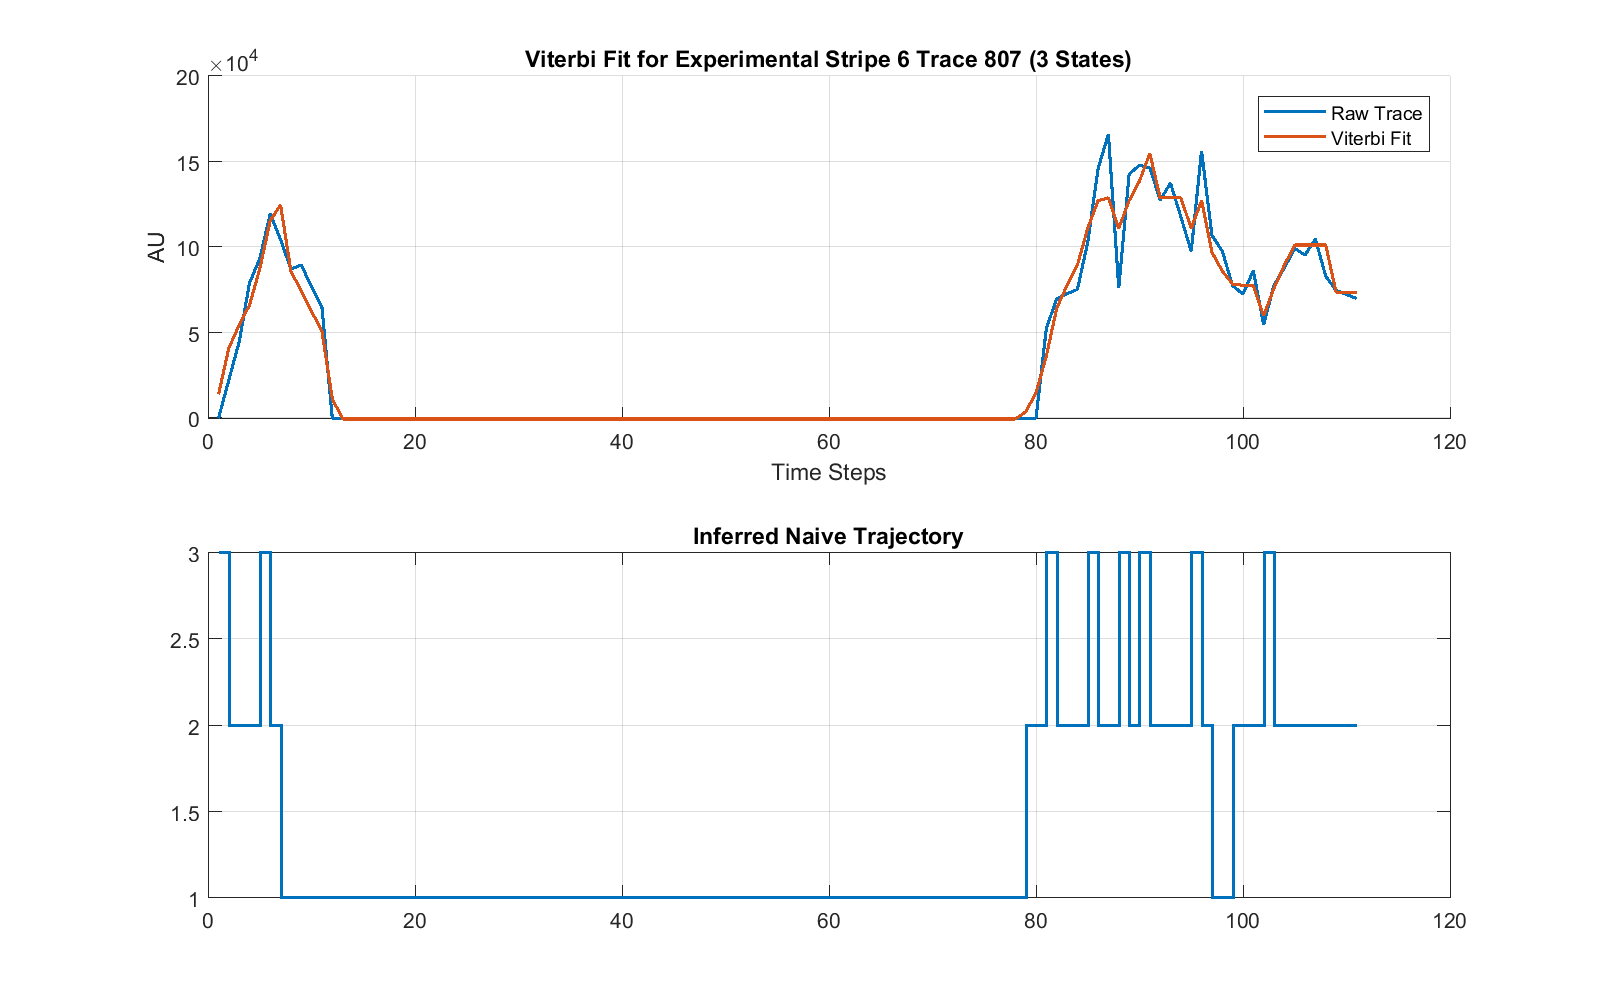 Viterbi Fit for Experimental Stripe 6 Trace 807 (3 States)
×10^4
20
15
10
5
0
AU
Raw Trace
Viterbi Fit
0 20 40 60 80 100 120
Time Steps
Inferred Naive Trajectory
3
2.5
2
1.5
1
0 20 40 60 80 100 120